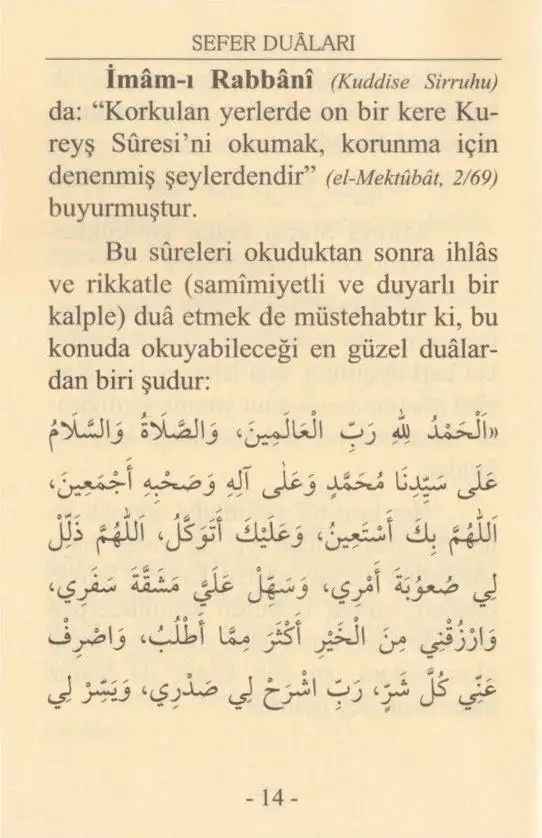 SEFER DUÂLARI
İmâm-ı Rabbânî (Kuddise Sirruhu)
da: “Korkulan yerlerde on bir kere Ku-
reyş Sûresi’ni okumak, korunma için
denenmiş şeylerdendir” (el-Mektûbât, 2/69)
buyurmuştur.
Bu sûreleri okuduktan sonra ihlâs
ve rikkatle (samîmiyetli ve duyarlı bir
kalple) duâ etmek de müstehabtır ki, bu
konuda okuyabileceği en güzel duâlar-
dan biri şudur:
«اَلْحَمْدُ لِلّٰهِ رَبِّ الْعَالَمِينَ، وَالصَّلَاةُ وَالسَّلَامُ
عَلَى سَيِّدِنَا مُحَمَّدٍ وَعَلٰى آلِهِ وَصَحْبِهِ أَجْمَعِينَ،
اَللّٰهُمَّ بِكَ أَسْتَعِينُ، وَعَلَيْكَ أَتَوَكَّلُ، اَللّٰهُمَّ ذَلِّلْ
لِي صُعُوبَةَ أَمْرِي، وَسَهِّلْ عَلَيَّ مَشَقَّةَ سَفَرِي،
وَارْزُقْنِي مِنَ الْخَيْرِ أَكْثَرَ مِمَّا أَطْلُبُ، وَاصْرِفْ
عَنِّي كُلَّ شَرٍّ، رَبِّ اشْرَحْ لِي صَدْرِي، وَيَسِّرْ لِي
- 14 -